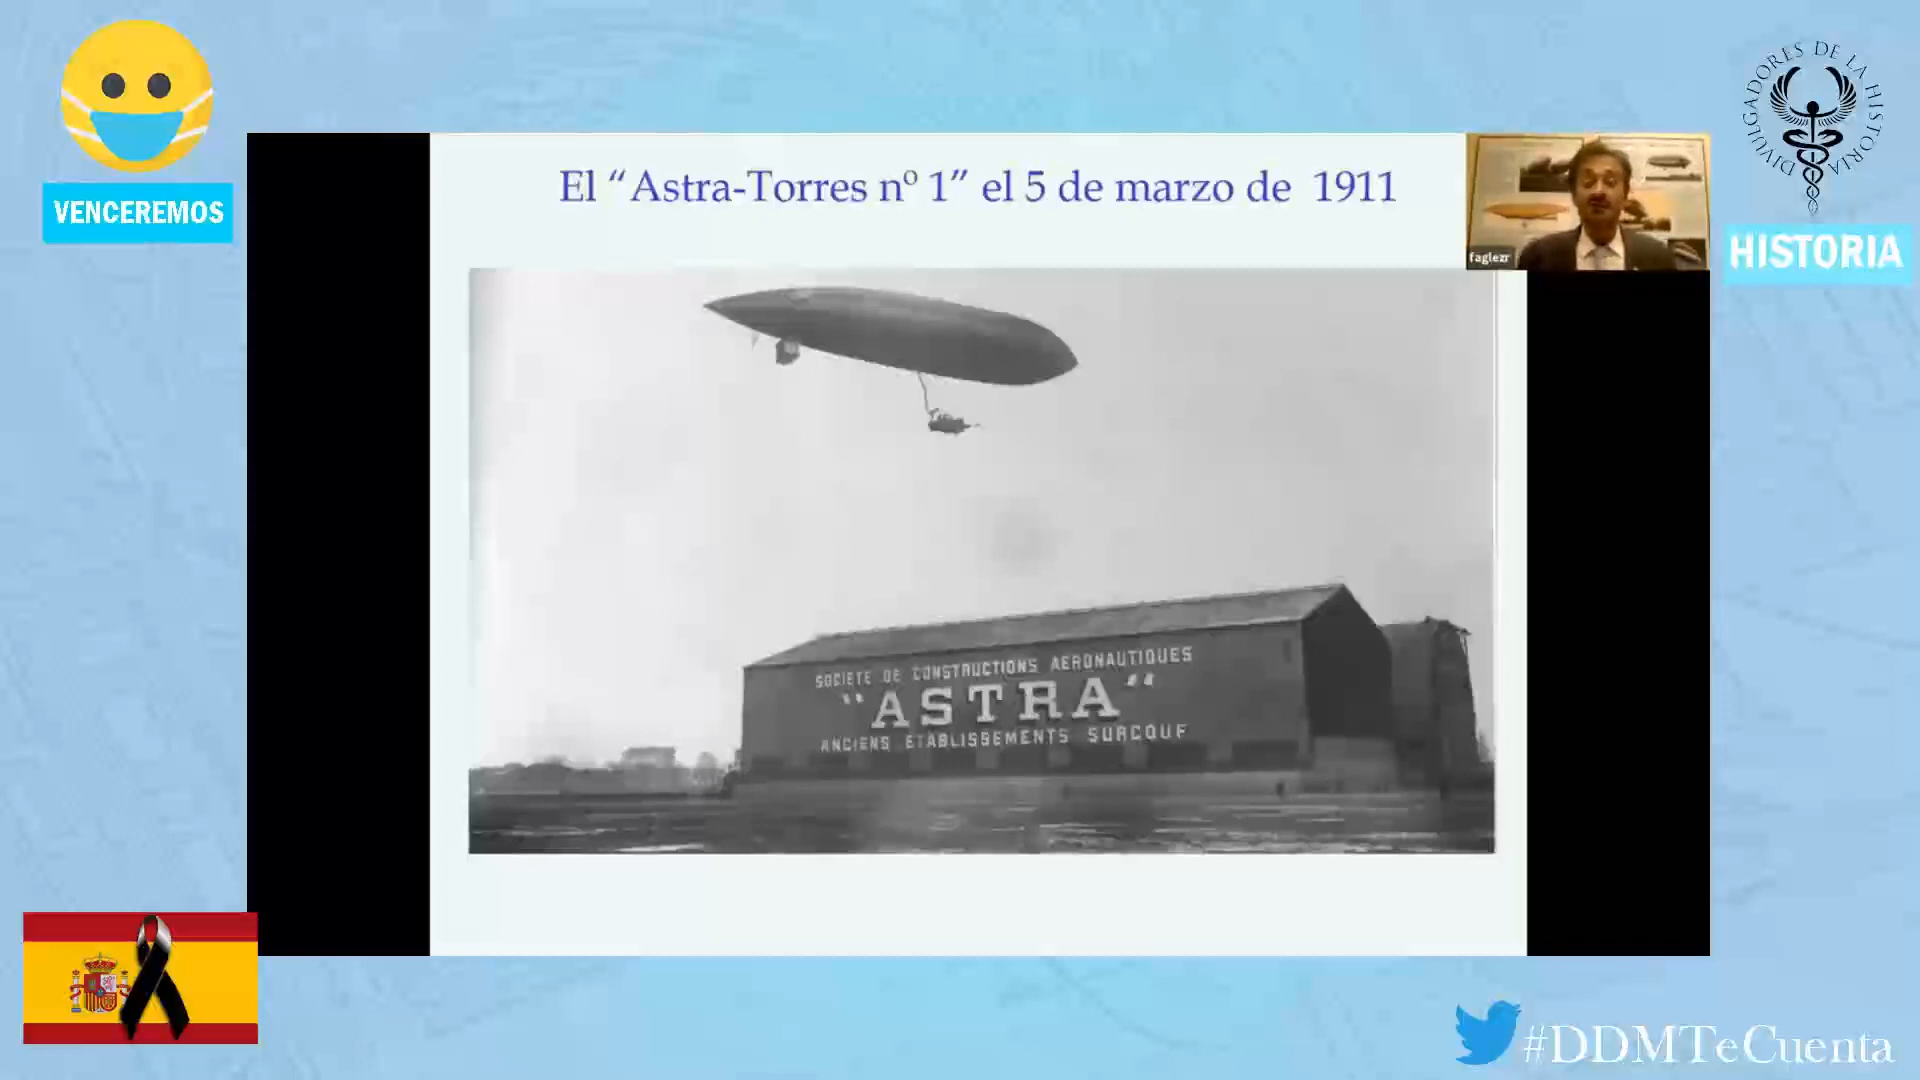 VENCEREMOS
El “Astra-Torres nº 1” el 5 de marzo de 1911
faglezr
DIVULGADORES DE LA HISTORIA
HISTORIA
SOCIETE DE CONSTRUCTIONS AERONAUTIQUES
"ASTRA"
ANCIENS ETABLISSEMENTS SURCOUF
#DDMTeCuenta